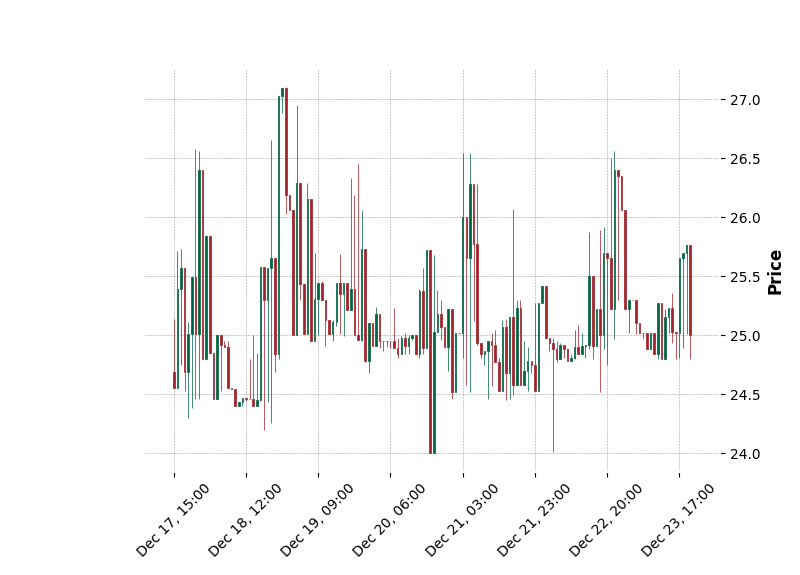 27.0
26.5
26.0
25.5
25.0
24.5
24.0
Price
Dec 17, 15:00
Dec 18, 12:00
Dec 19, 09:00
Dec 20, 06:00
Dec 21, 03:00
Dec 21, 23:00
Dec 22, 20:00
Dec 23, 17:00